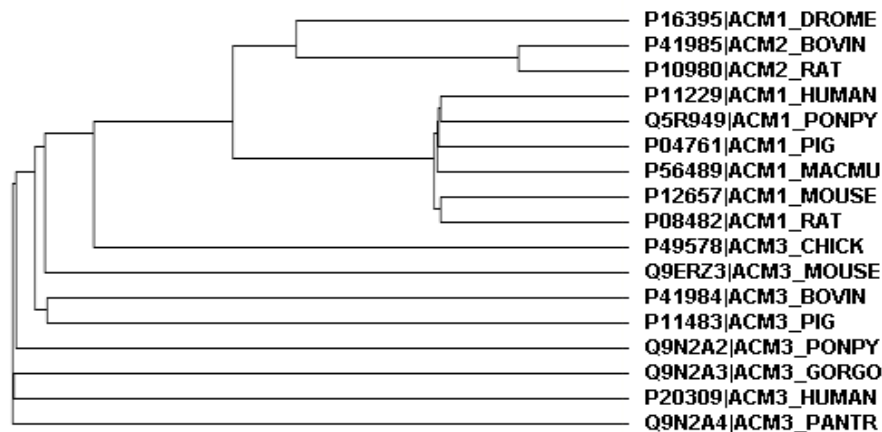 P16395|ACM1_DROME
P41985|ACM2_BOVIN
P10980|ACM2_RAT
P11229|ACM1_HUMAN
Q5R949|ACM1_PONPY
P04761|ACM1_PIG
P56489|ACM1_MACMU
P12657|ACM1_MOUSE
P08482|ACM1_RAT
P49578|ACM3_CHICK
Q9ERZ3|ACM3_MOUSE
P41984|ACM3_BOVIN
P11483|ACM3_PIG
Q9N2A2|ACM3_PONPY
Q9N2A3|ACM3_GORGO
P20309|ACM3_HUMAN
Q9N2A4|ACM3_PANTR